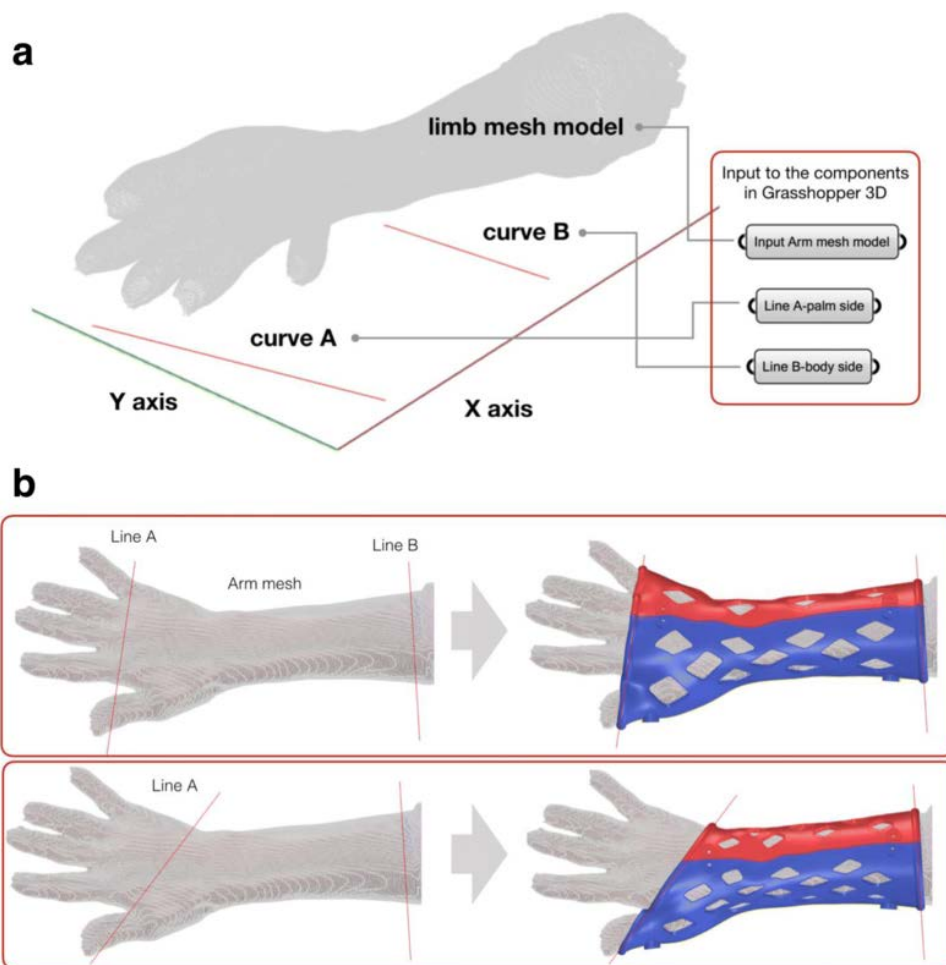 a
limb mesh model
Input to the components
in Grasshopper 3D
curve B
Input Arm mesh model
Line A-palm side
curve A
Line B-body side
Y axis
X axis
b
Line A
Line B
Arm mesh
Line A